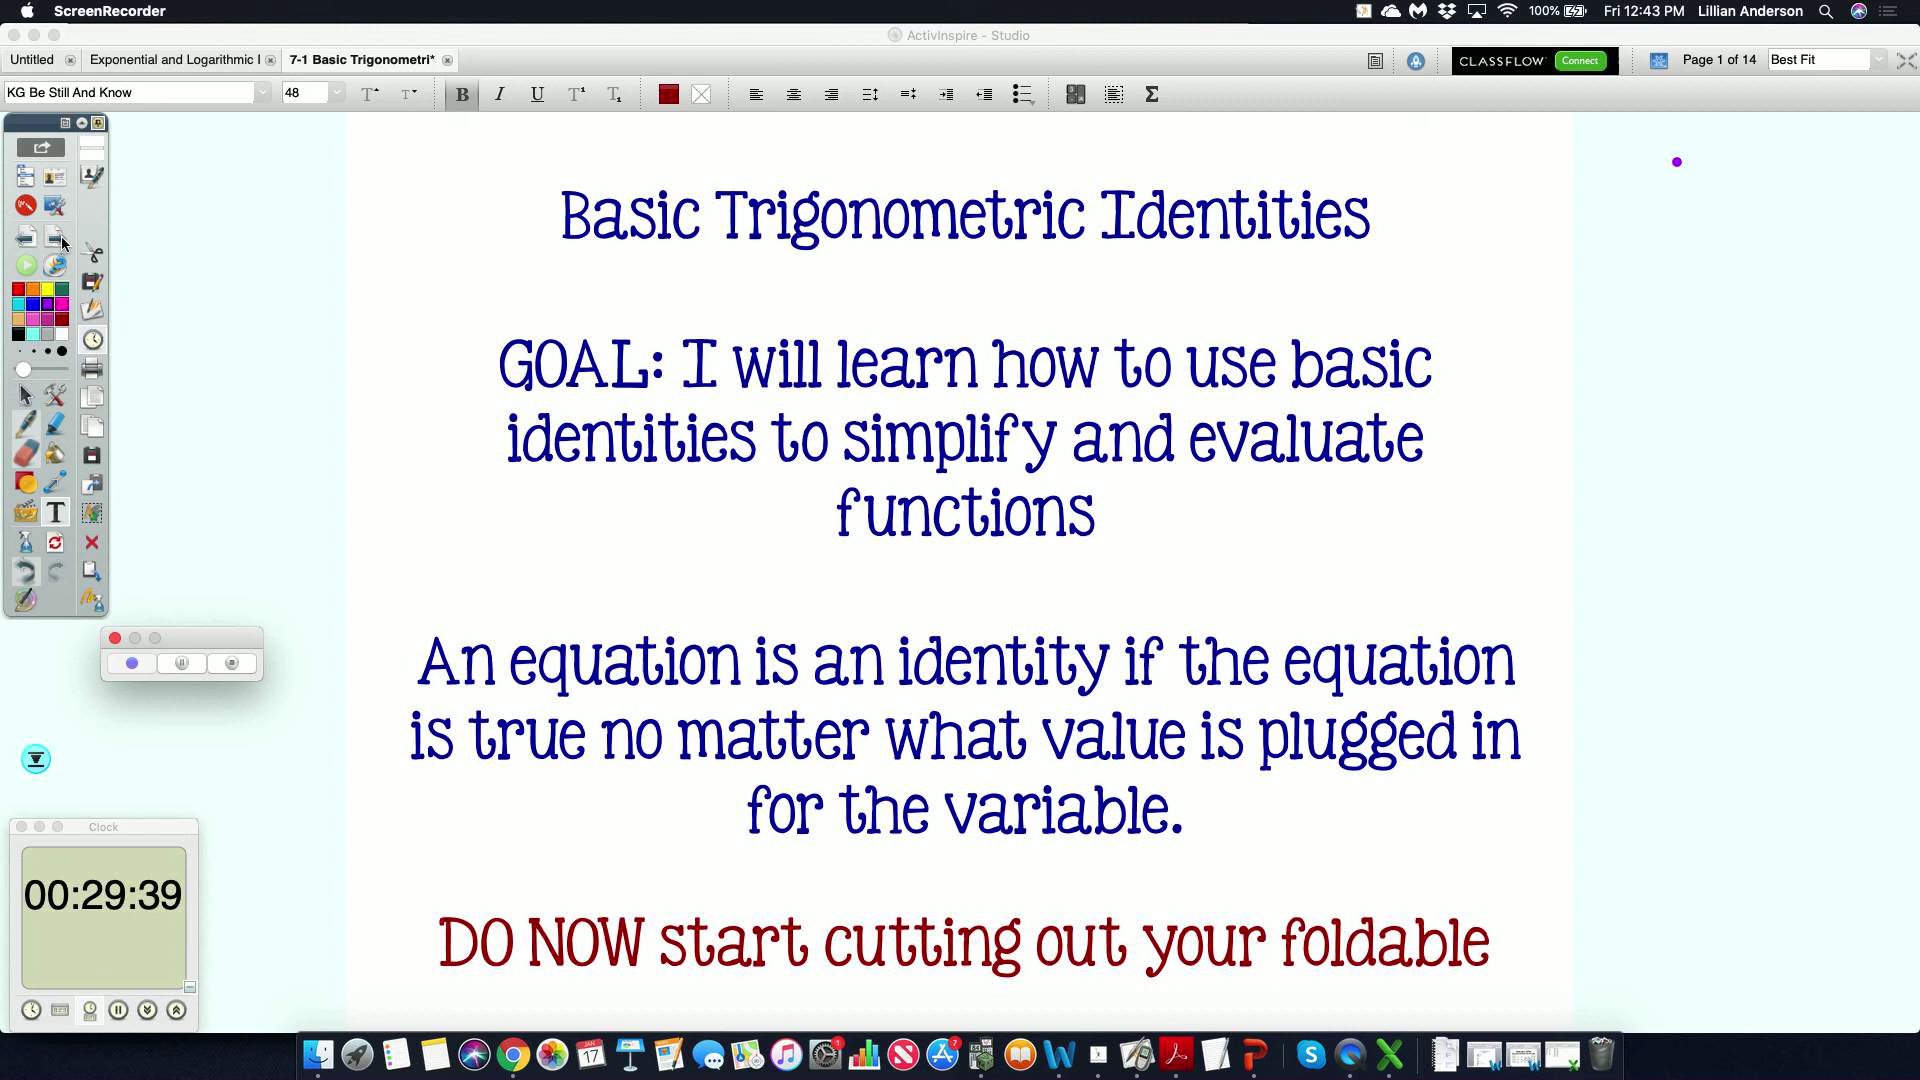 ScreenRecorder
100%
Fri 12:43 PM
Lillian Anderson
ActivInspire - Studio
Untitled
Exponential and Logarithmic I
7-1 Basic Trigonometri*
CLASSFLOW
Connect
Page 1 of 14
Best Fit
KG Be Still And Know
48
B I U
Basic Trigonometric Identities
GOAL: I will learn how to use basic
identities to simplify and evaluate
functions
An equation is an identity if the equation
is true no matter what value is plugged in
for the variable.
DO NOW start cutting out your foldable
Clock
00:29:39
JAN
17
1
7